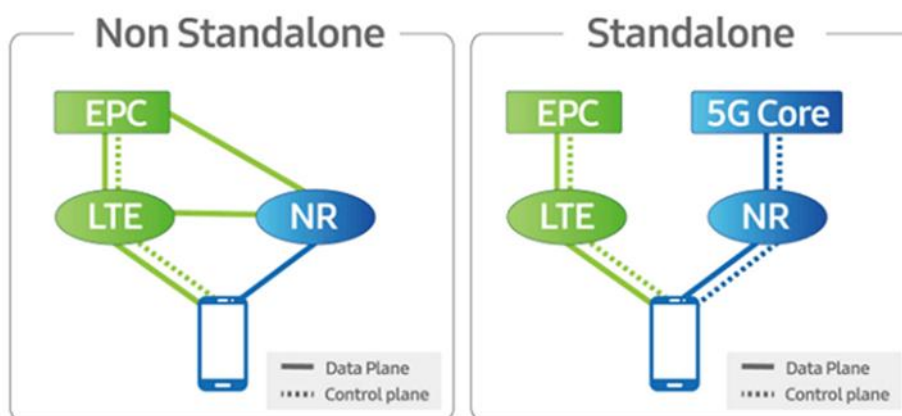 Non Standalone
EPC
LTE
NR
Data Plane
Control plane
Standalone
EPC
5G Core
LTE
NR
Data Plane
Control plane